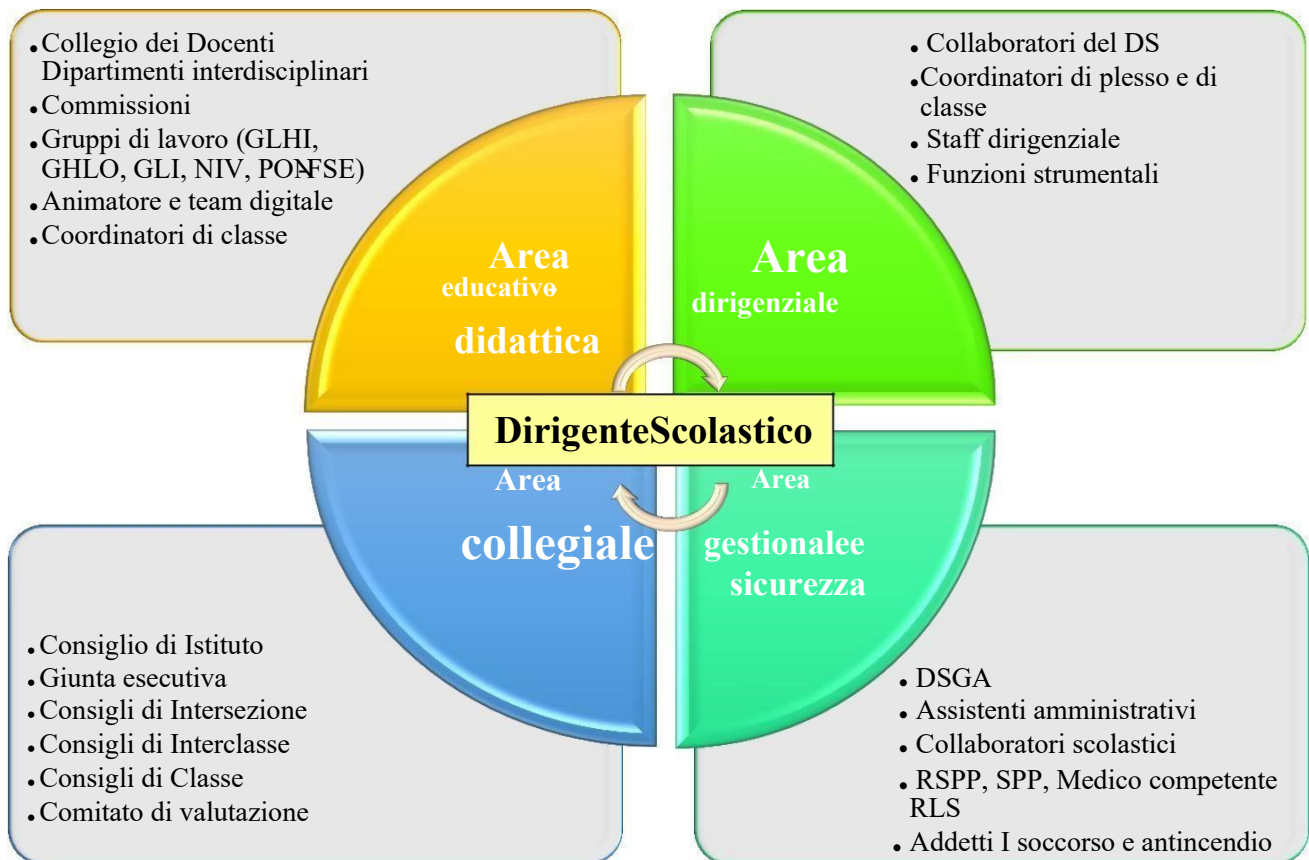 • Collegio dei Docenti
Dipartimenti interdisciplinari
• Commissioni
• Gruppi di lavoro (GLHI,
GHLO, GLI, NIV, PON-FSE)
• Animatore e team digitale
• Coordinatori di classe
• Collaboratori del DS
• Coordinatori di plesso e di
classe
• Staff dirigenziale
• Funzioni strumentali
Area
educativo-
didattica
Area
dirigenziale
DirigenteScolastico
Area
collegiale
Area
gestionalee
sicurezza
• Consiglio di Istituto
• Giunta esecutiva
• Consigli di Intersezione
• Consigli di Interclasse
• Consigli di Classe
• Comitato di valutazione
• DSGA
• Assistenti amministrativi
• Collaboratori scolastici
• RSPP, SPP, Medico competente
RLS
• Addetti I soccorso e antincendio